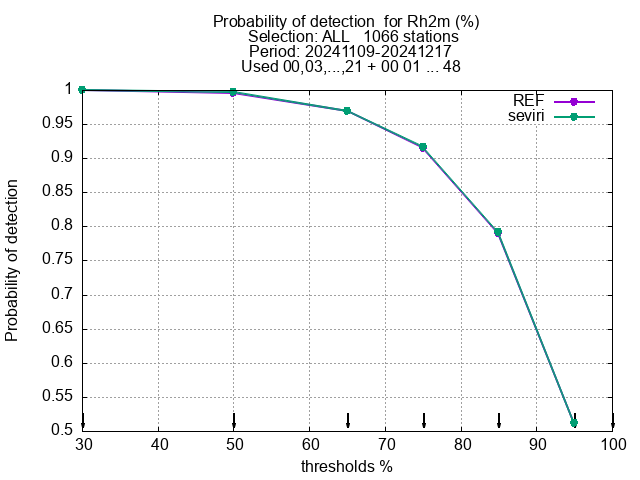 Probability of detection  for Rh2m (%)
Selection: ALL   1066 stations
Period: 20241109-20241217
Used 00,03,...,21 + 00 01 ... 48
REF
seviri
1
0.95
0.9
0.85
0.8
0.75
0.7
0.65
0.6
0.55
0.5
Probability of detection
30 40 50 60 70 80 90 100
thresholds %